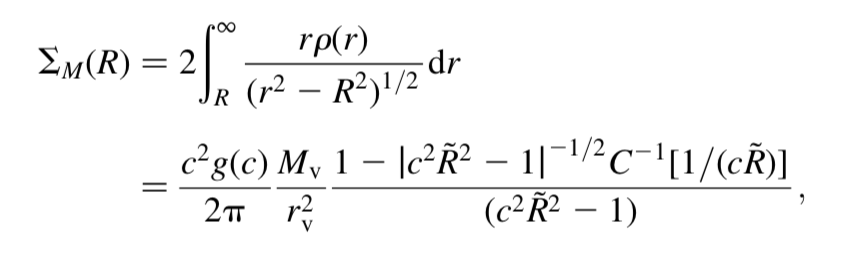 Σ_M(R) = 2∫_R^∞ rρ(r)/(r² − R²)^{1/2} dr
= c²g(c)/2π M_v/r_v² 1 − |c²R̃² − 1|^{−1/2}C^{−1}[1/(cR̃)]/(c²R̃² − 1),